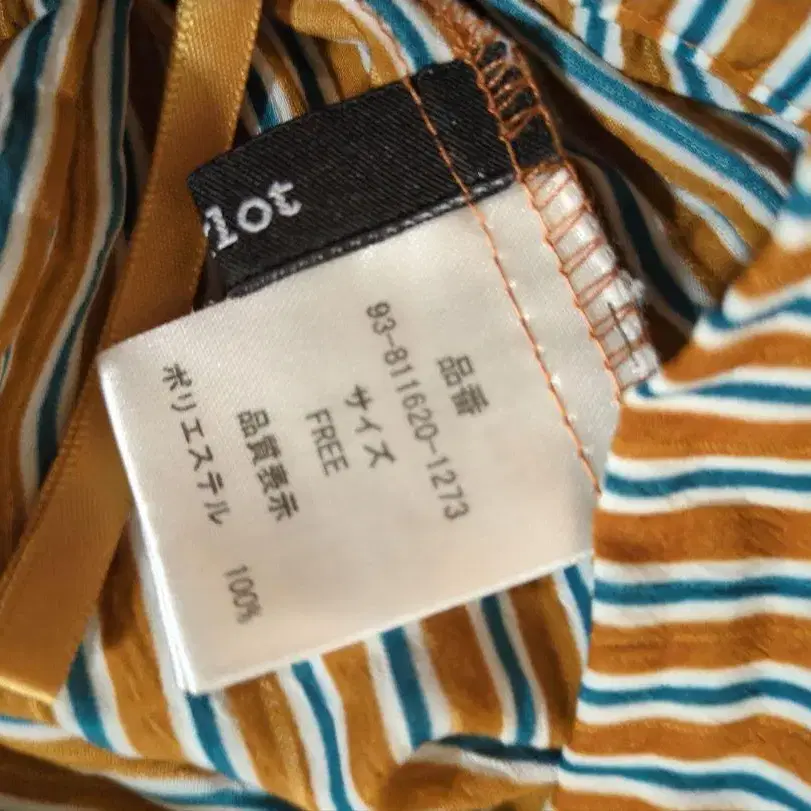 lot
品番
93-811620-1273
サイズ
FREE
品質表示
ポリエステル 100%